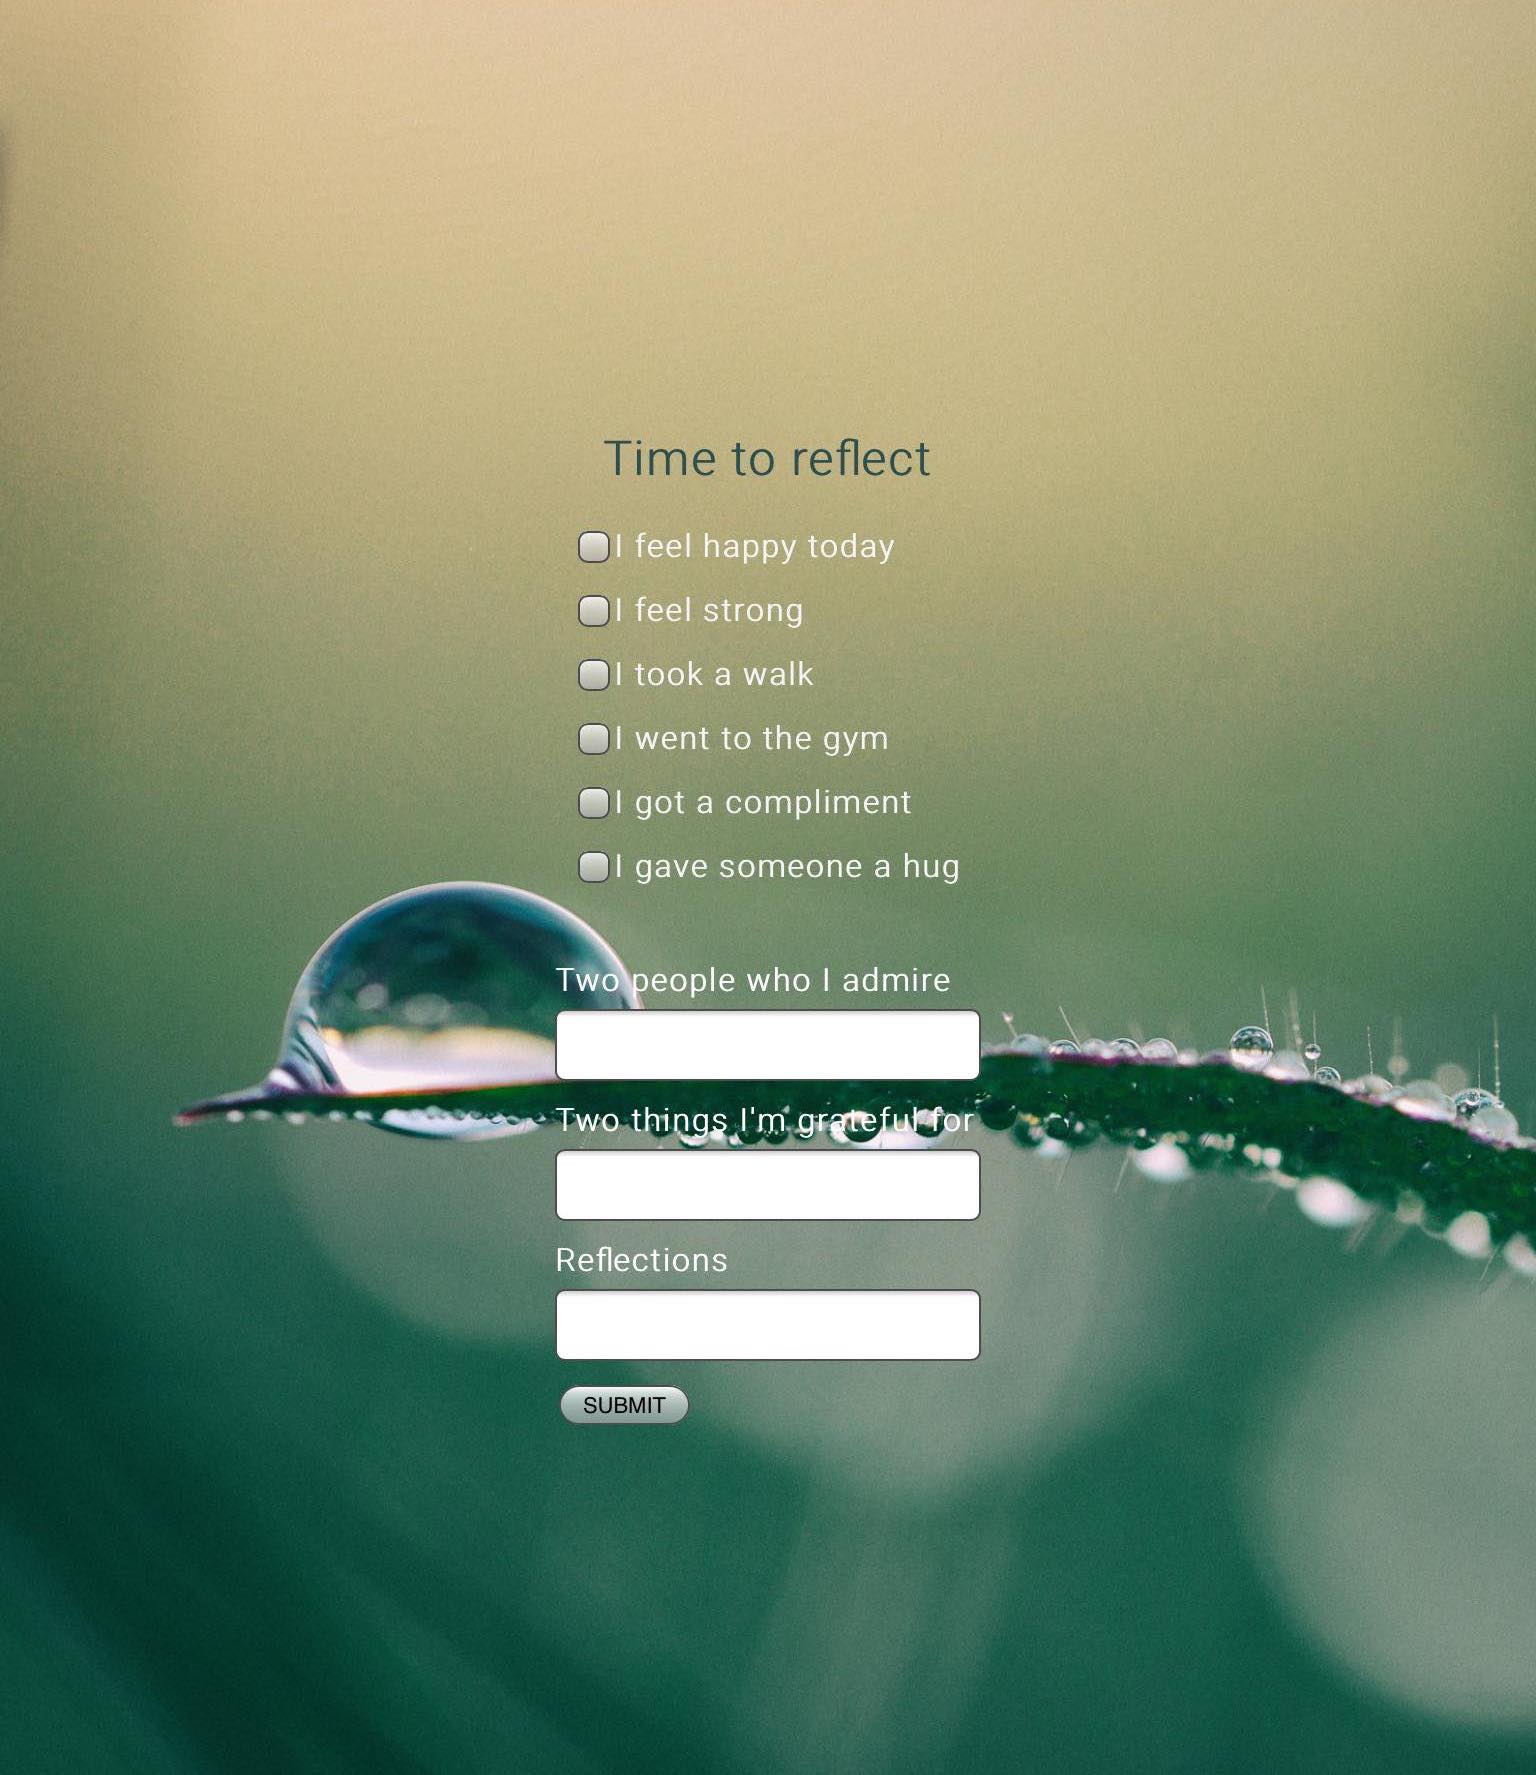 Time to reflect
I feel happy today
I feel strong
I took a walk
I went to the gym
I got a compliment
I gave someone a hug
Two people who I admire
Two things I'm grateful for
Reflections
SUBMIT